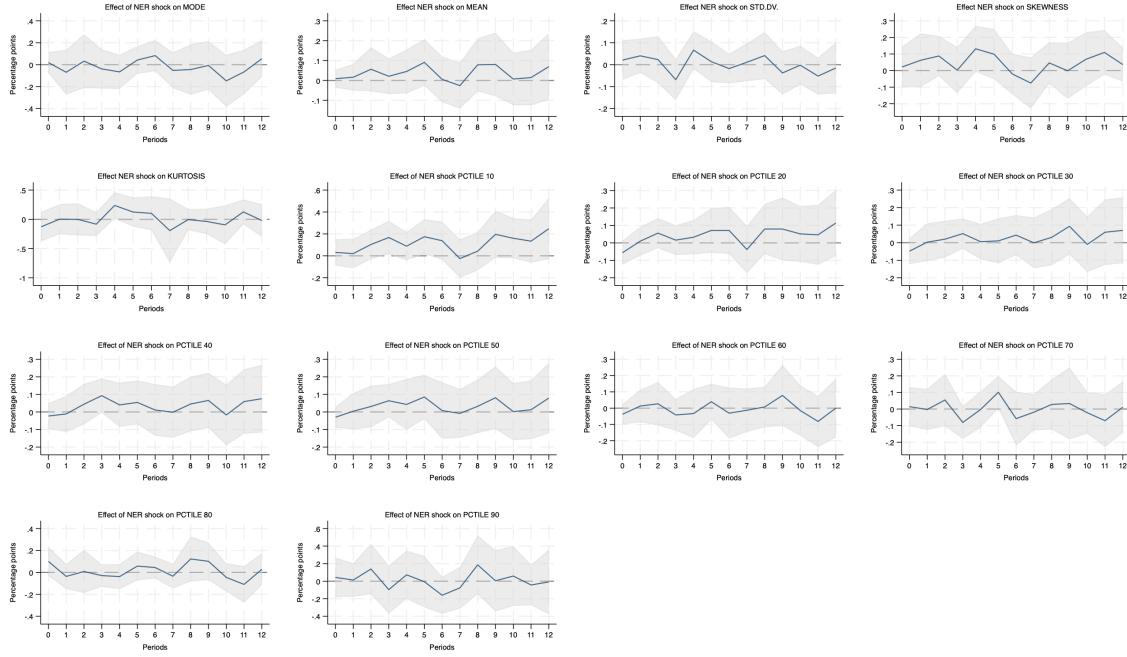 Effect of NER shock on MODE
Percentage points
.4
.2
0
-.2
-.4
0 1 2 3 4 5 6 7 8 9 10 11 12
Periods
Effect of NER shock on MEAN
Percentage points
.3
.2
.1
0
-.1
0 1 2 3 4 5 6 7 8 9 10 11 12
Periods
Effect of NER shock on STD.DV.
Percentage points
.2
.1
0
-.1
-.2
0 1 2 3 4 5 6 7 8 9 10 11 12
Periods
Effect of NER shock on SKEWNESS
Percentage points
.3
.2
.1
0
-.1
-.2
0 1 2 3 4 5 6 7 8 9 10 11 12
Periods
Effect NER shock on KURTOSIS
Percentage points
.5
0
-.5
-1
0 1 2 3 4 5 6 7 8 9 10 11 12
Periods
Effect of NER shock PCTILE 10
Percentage points
.6
.4
.2
0
-.2
0 1 2 3 4 5 6 7 8 9 10 11 12
Periods
Effect of NER shock on PCTILE 20
Percentage points
.3
.2
.1
0
-.1
-.2
0 1 2 3 4 5 6 7 8 9 10 11 12
Periods
Effect of NER shock on PCTILE 30
Percentage points
.3
.2
.1
0
-.1
-.2
0 1 2 3 4 5 6 7 8 9 10 11 12
Periods
Effect of NER shock on PCTILE 40
Percentage points
.3
.2
.1
0
-.1
-.2
0 1 2 3 4 5 6 7 8 9 10 11 12
Periods
Effect of NER shock on PCTILE 50
Percentage points
.3
.2
.1
0
-.1
-.2
0 1 2 3 4 5 6 7 8 9 10 11 12
Periods
Effect of NER shock on PCTILE 60
Percentage points
.3
.2
.1
0
-.1
-.2
0 1 2 3 4 5 6 7 8 9 10 11 12
Periods
Effect of NER shock on PCTILE 70
Percentage points
.3
.2
.1
0
-.1
-.2
0 1 2 3 4 5 6 7 8 9 10 11 12
Periods
Effect of NER shock on PCTILE 80
Percentage points
.4
.2
0
-.2
-.4
0 1 2 3 4 5 6 7 8 9 10 11 12
Periods
Effect of NER shock on PCTILE 90
Percentage points
.6
.4
.2
0
-.2
-.4
0 1 2 3 4 5 6 7 8 9 10 11 12
Periods